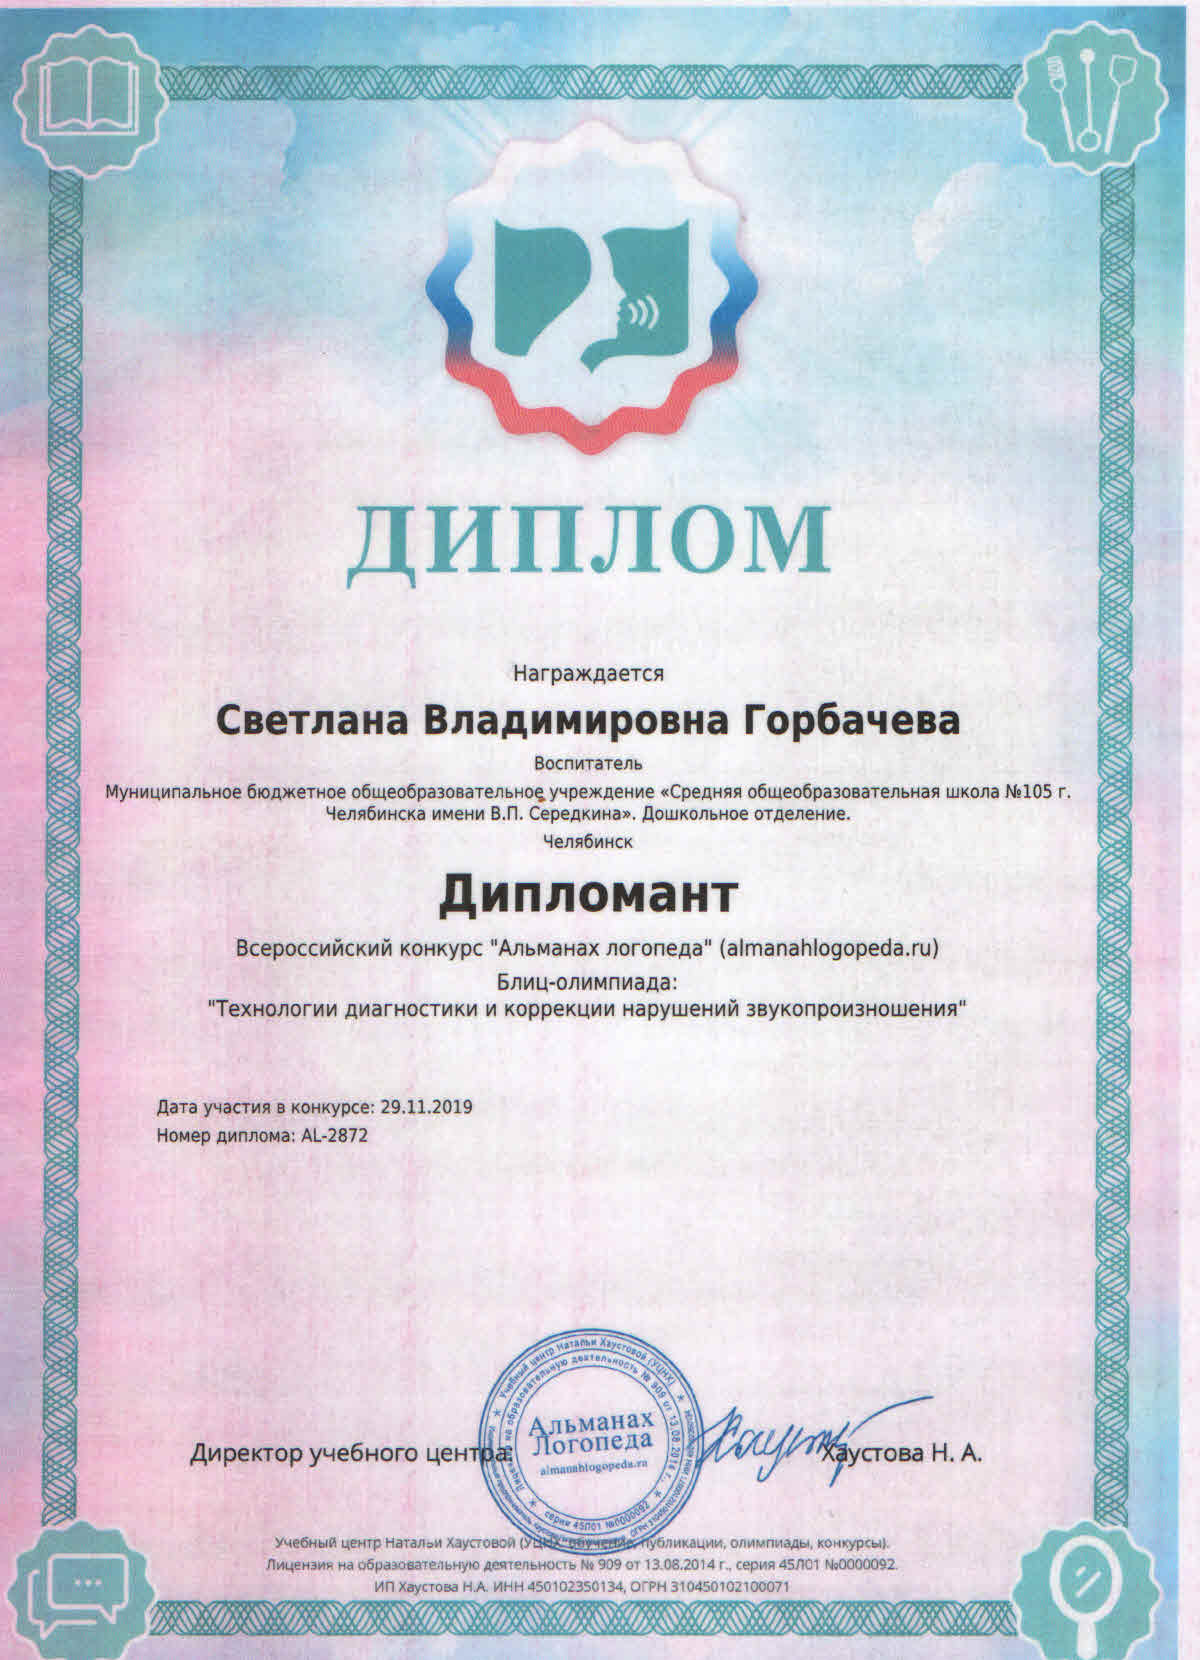 ДИПЛОМ
Награждается
Светлана Владимировна Горбачева
Воспитатель
Муниципальное бюджетное общеобразовательное учреждение «Средняя общеобразовательная школа №105 г.
Челябинска имени В.П. Середкина». Дошкольное отделение.
Челябинск
Дипломант
Всероссийский конкурс "Альманах логопеда" (almanahlogopeda.ru)
Блиц-олимпиада:
"Технологии диагностики и коррекции нарушений звукопроизношения"
Дата участия в конкурсе: 29.11.2019
Номер диплома: AL-2872
Учебный центр Натальи Хаустовой (УЦНХ)
Лицензия на образовательную деятельность № 909 от 13.08.2014 г.,
серия 45Л01 №0000092
Альманах
Логопеда
almanahlogopeda.ru
Директор учебного центра
Хаустова Н. А.
Учебный центр Натальи Хаустовой (УЦНХ: обучение, публикации, олимпиады, конкурсы).
Лицензия на образовательную деятельность № 909 от 13.08.2014 г., серия 45Л01 №0000092.
ИП Хаустова Н.А. ИНН 450102350134, ОГРН 310450102100071